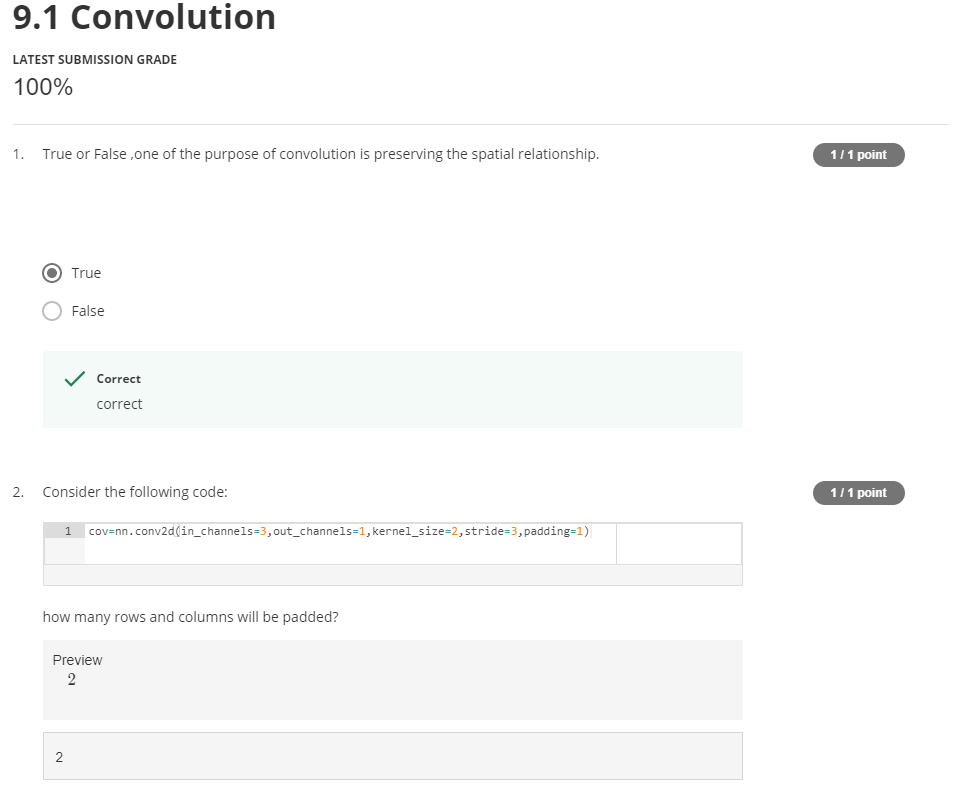 9.1 Convolution
LATEST SUBMISSION GRADE
100%
1. True or False ,one of the purpose of convolution is preserving the spatial relationship.
1 / 1 point
True
False
Correct
correct
2. Consider the following code:
1 / 1 point
1 cov=nn.conv2d(in_channels=3,out_channels=1,kernel_size=2,stride=3,padding=1)
how many rows and columns will be padded?
Preview
2
2